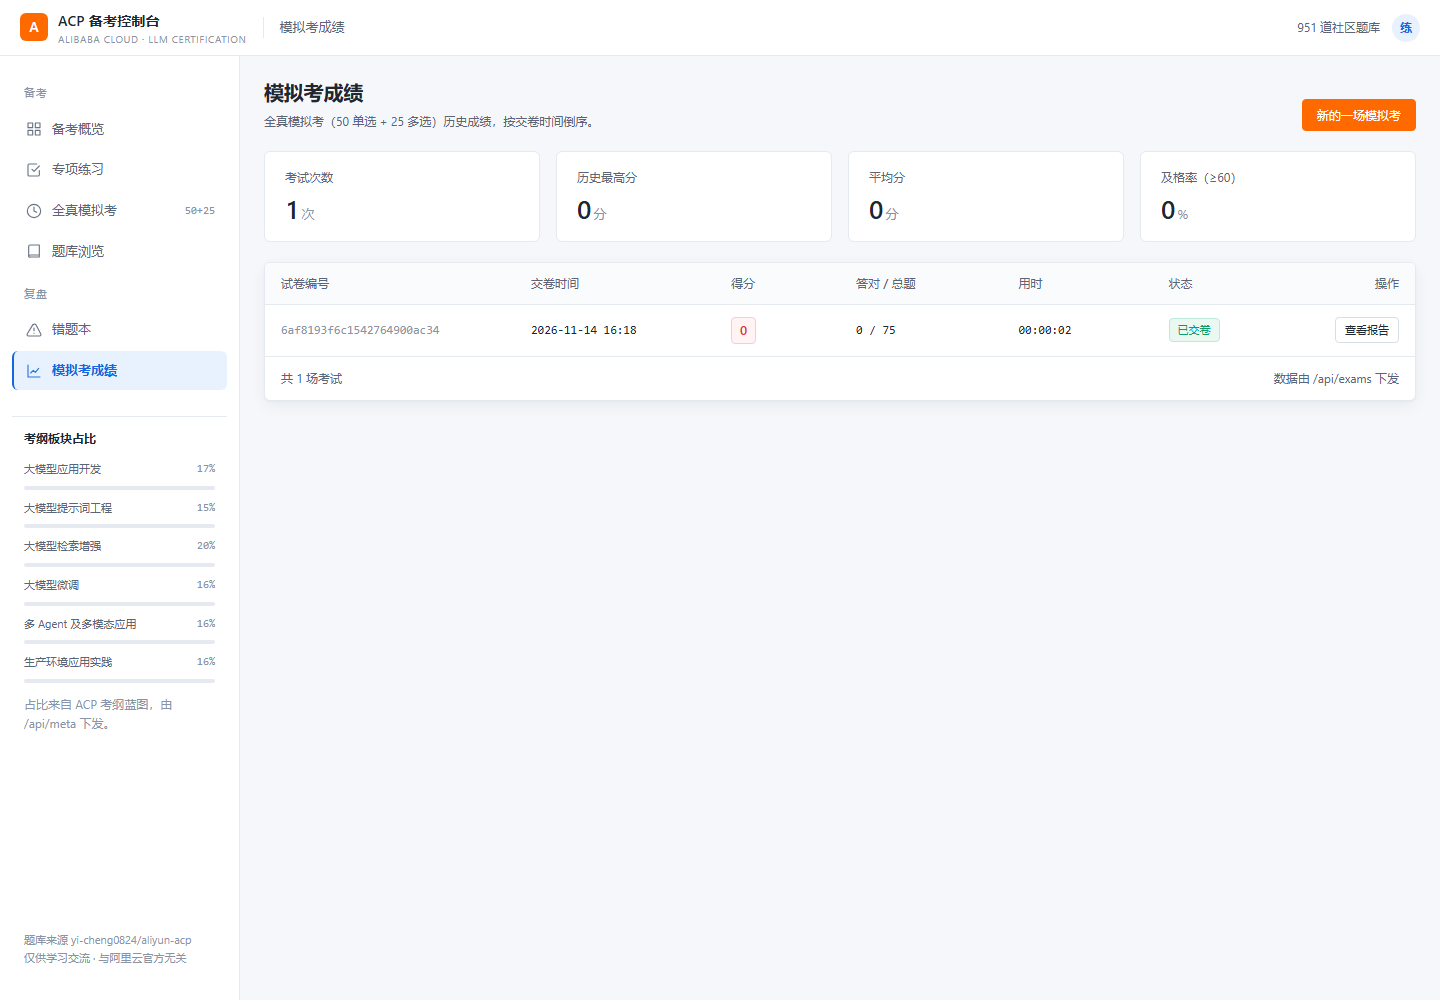 A
ACP 备考控制台
ALIBABA CLOUD · LLM CERTIFICATION
模拟考成绩
951 道社区题库
练
备考
备考概览
专项练习
全真模拟考 50+25
题库浏览
复盘
错题本
模拟考成绩
考纲板块占比
大模型应用开发 17%
大模型提示词工程 15%
大模型检索增强 20%
大模型微调 16%
多 Agent 及多模态应用 16%
生产环境应用实践 16%
占比来自 ACP 考纲蓝图，由
/api/meta 下发。
题库来源 yi-cheng0824/aliyun-acp
仅供学习交流 · 与阿里云官方无关
模拟考成绩
全真模拟考（50 单选 + 25 多选）历史成绩，按交卷时间倒序。
新的一场模拟考
考试次数
1 次
历史最高分
0 分
平均分
0 分
及格率（≥60）
0 %
试卷编号 交卷时间 得分 答对 / 总题 用时 状态 操作
6af8193f6c1542764900ac34 2026-11-14 16:18 0 0 / 75 00:00:02 已交卷 查看报告
共 1 场考试 数据由 /api/exams 下发